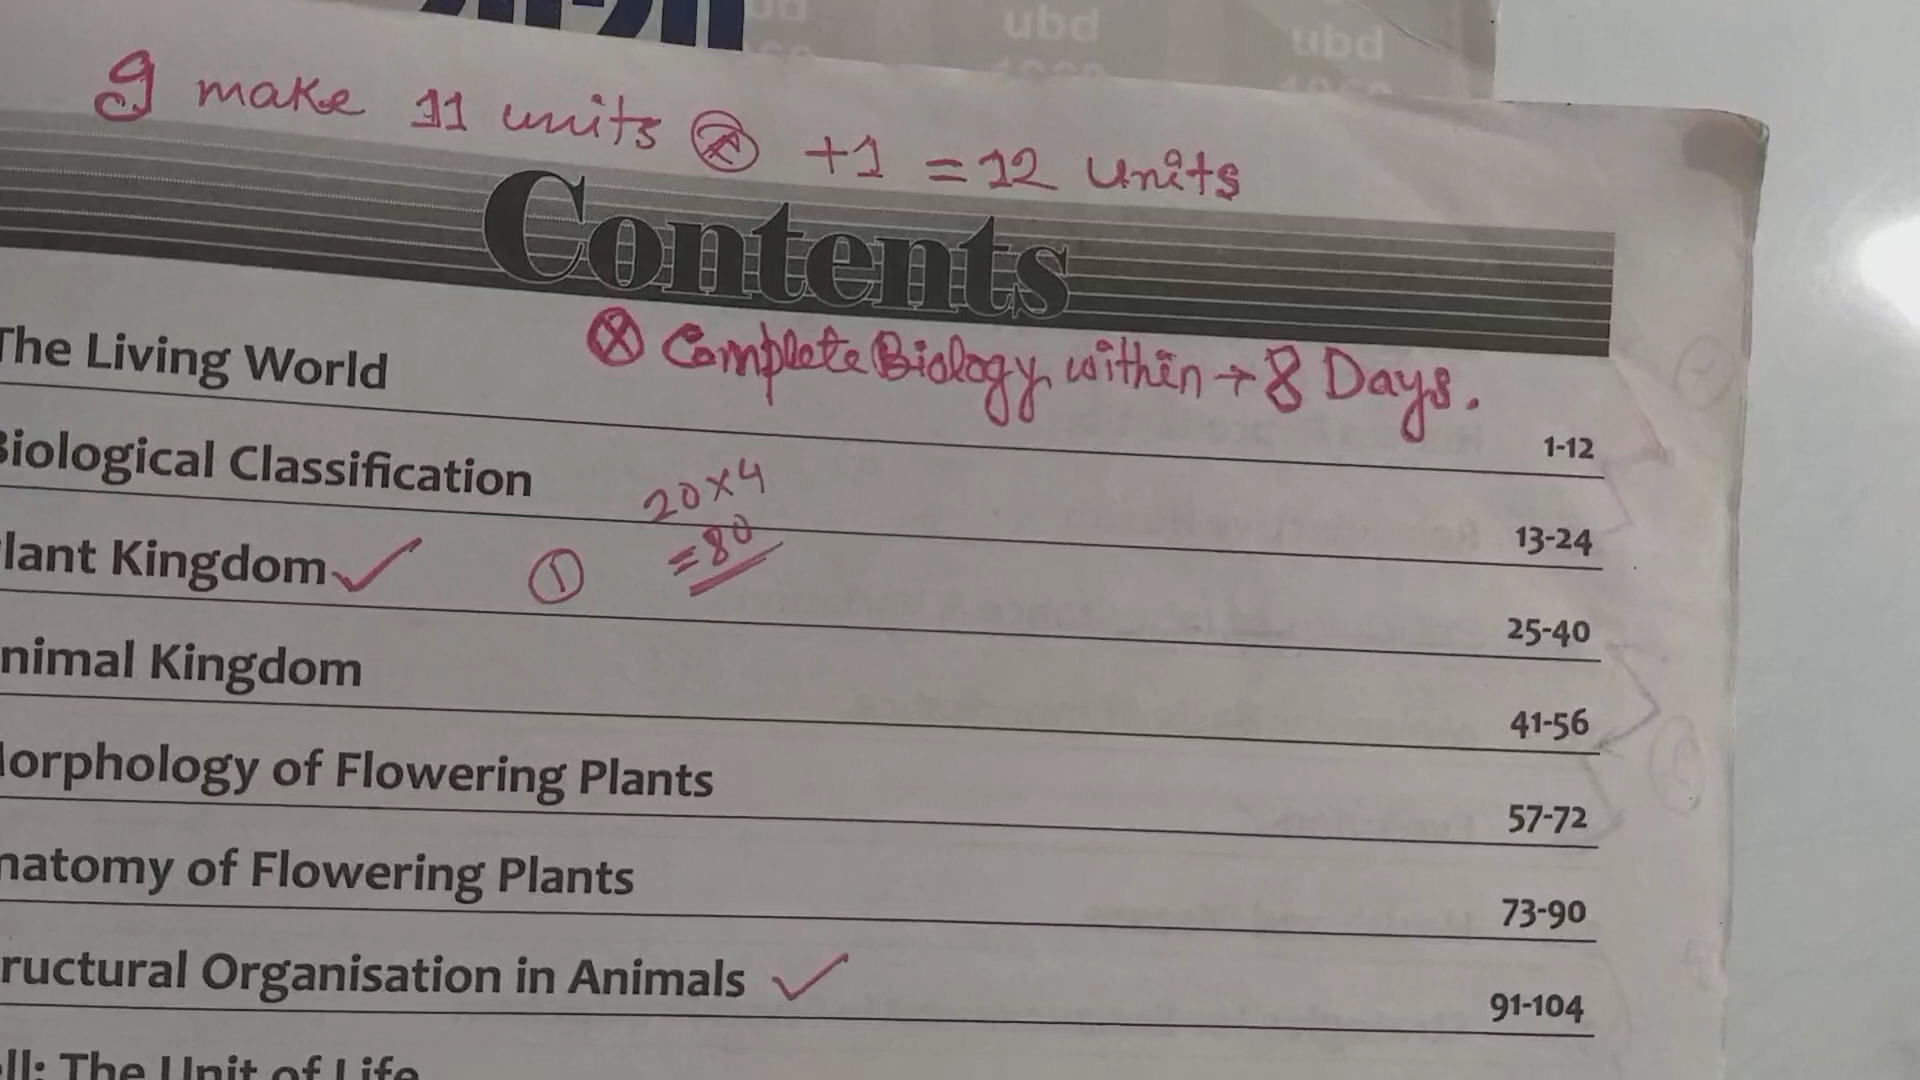 ubd
ubd
I make 11 units +1 = 12 units
Contents
The Living World 1-12
⊗ Complete Biology within → 8 Days.
Biological Classification 13-24
20×4
=80
lant Kingdom ✓ ① 25-40
nimal Kingdom 41-56
orphology of Flowering Plants 57-72
natomy of Flowering Plants 73-90
ructural Organisation in Animals ✓ 91-104
ll: The Unit of Life